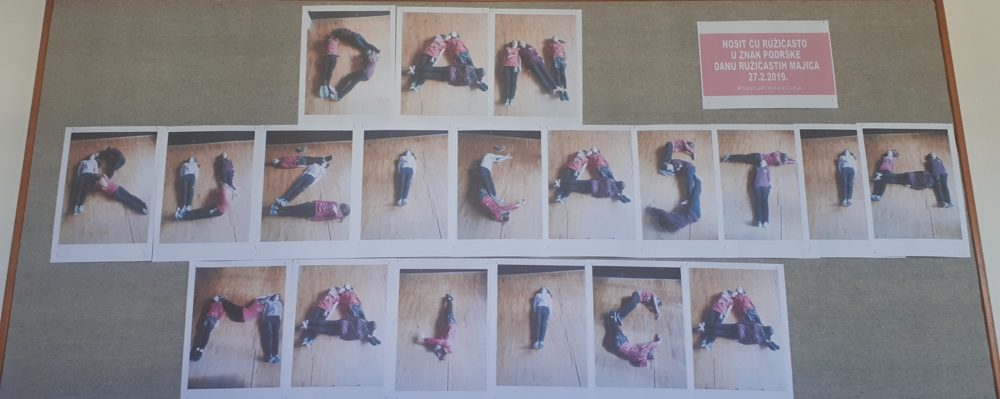 DAN
RUŽIČASTIH
MAJICA
NOSIT ĆU RUŽIČASTO
U ZNAK PODRŠKE
DANU RUŽIČASTIH MAJICA
27.2.2019.
#NasiljePrestajeOvdje